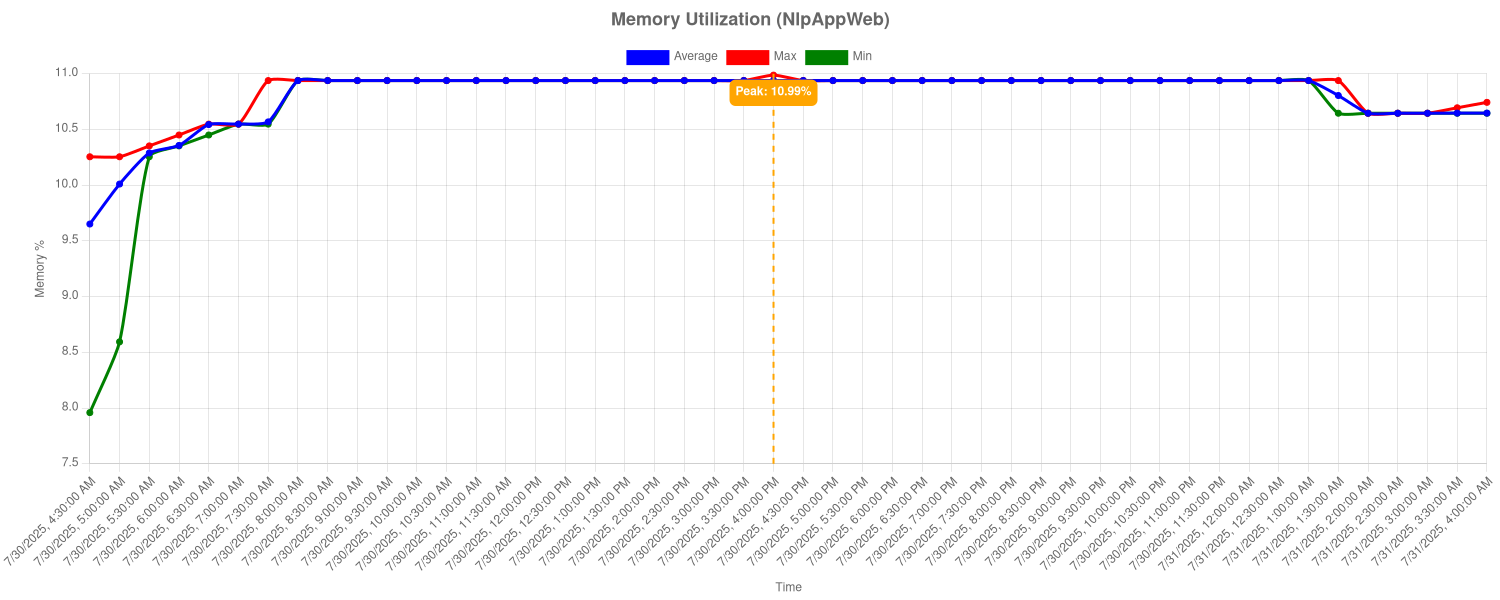 Memory Utilization (NlpAppWeb)
Average
Max
Min
11.0
10.5
10.0
9.5
9.0
8.5
8.0
7.5
Memory %
Peak: 10.99%
7/30/2025, 4:30:00 AM
7/30/2025, 5:00:00 AM
7/30/2025, 5:30:00 AM
7/30/2025, 6:00:00 AM
7/30/2025, 6:30:00 AM
7/30/2025, 7:00:00 AM
7/30/2025, 7:30:00 AM
7/30/2025, 8:00:00 AM
7/30/2025, 8:30:00 AM
7/30/2025, 9:00:00 AM
7/30/2025, 9:30:00 AM
7/30/2025, 10:00:00 AM
7/30/2025, 10:30:00 AM
7/30/2025, 11:00:00 AM
7/30/2025, 11:30:00 AM
7/30/2025, 12:00:00 PM
7/30/2025, 12:30:00 PM
7/30/2025, 1:00:00 PM
7/30/2025, 1:30:00 PM
7/30/2025, 2:00:00 PM
7/30/2025, 2:30:00 PM
7/30/2025, 3:00:00 PM
7/30/2025, 3:30:00 PM
7/30/2025, 4:00:00 PM
7/30/2025, 4:30:00 PM
7/30/2025, 5:00:00 PM
7/30/2025, 5:30:00 PM
7/30/2025, 6:00:00 PM
7/30/2025, 6:30:00 PM
7/30/2025, 7:00:00 PM
7/30/2025, 7:30:00 PM
7/30/2025, 8:00:00 PM
7/30/2025, 8:30:00 PM
7/30/2025, 9:00:00 PM
7/30/2025, 9:30:00 PM
7/30/2025, 10:00:00 PM
7/30/2025, 10:30:00 PM
7/30/2025, 11:00:00 PM
7/30/2025, 11:30:00 PM
7/31/2025, 12:00:00 AM
7/31/2025, 12:30:00 AM
7/31/2025, 1:00:00 AM
7/31/2025, 1:30:00 AM
7/31/2025, 2:00:00 AM
7/31/2025, 2:30:00 AM
7/31/2025, 3:00:00 AM
7/31/2025, 3:30:00 AM
7/31/2025, 4:00:00 AM
Time